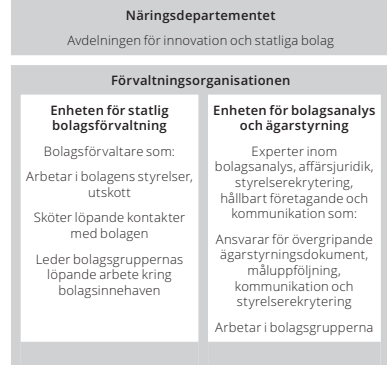 Näringsdepartementet
Avdelningen för innovation och statliga bolag
Förvaltningsorganisationen
Enheten för statlig
bolagsförvaltning
Bolagsförvaltare som:
Arbetar i bolagens styrelser,
utskott
Sköter löpande kontakter
med bolagen
Leder bolagsgruppernas
löpande arbete kring
bolagsinnehaven
Enheten för bolagsanalys
och ägarstyrning
Experter inom
bolagsanalys, affärsjuridik,
styrelserekrytering,
hållbart företagande och
kommunikation som:
Ansvarar för övergripande
ägarstyrningsdokument,
måluppföljning,
kommunikation och
styrelserekrytering
Arbetar i bolagsgrupperna